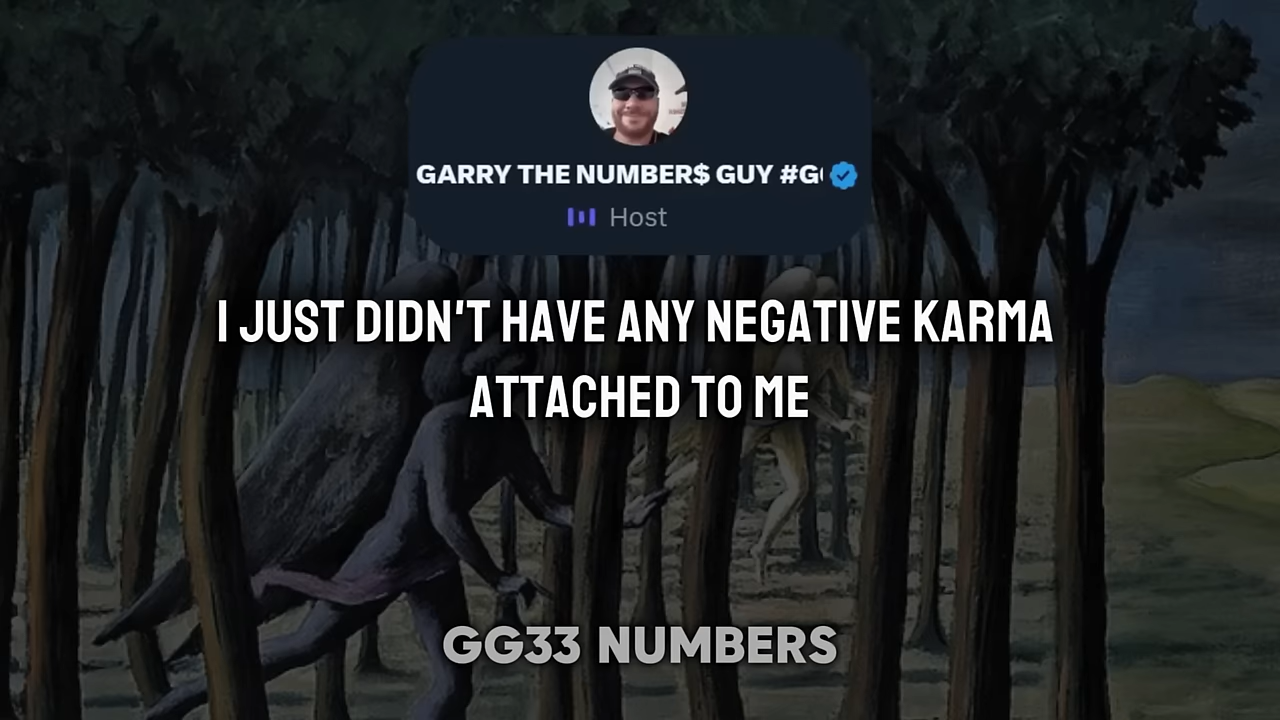 GARRY THE NUMBER$ GUY #G
Host
I JUST DIDN'T HAVE ANY NEGATIVE KARMA
ATTACHED TO ME
GG33 NUMBERS